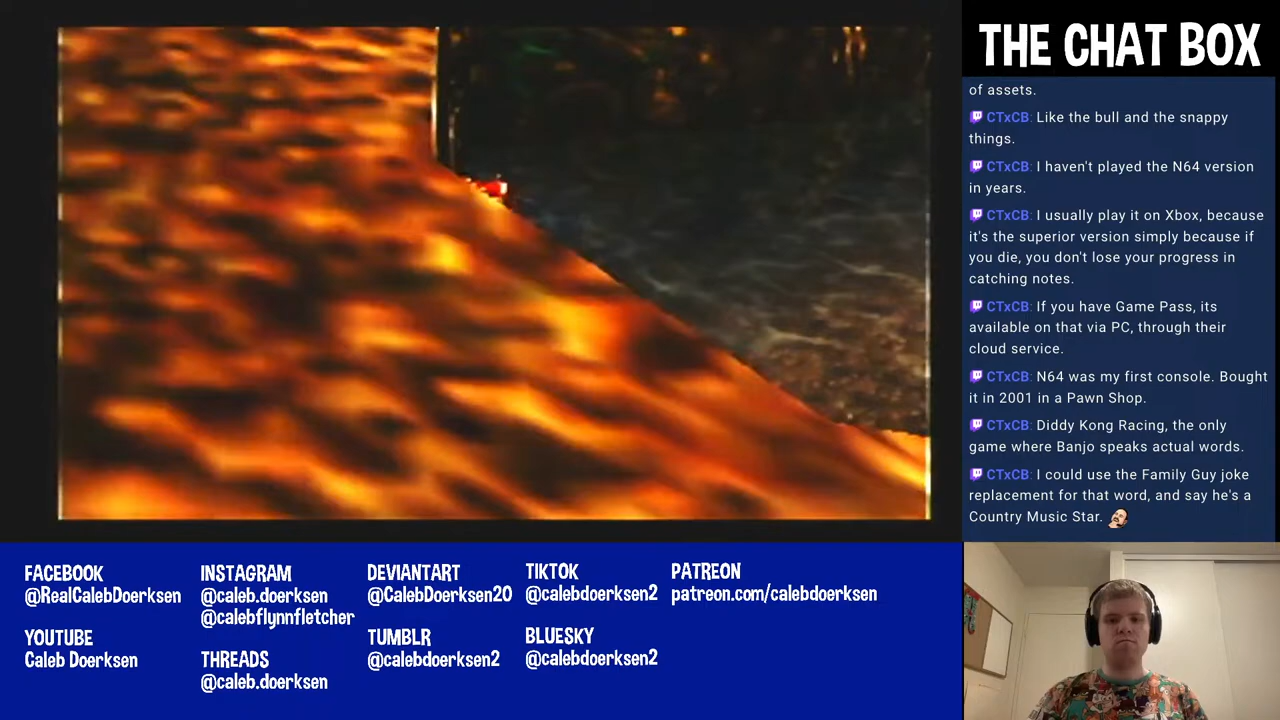 THE CHAT BOX
of assets.
CTxCB: Like the bull and the snappy
things.
CTxCB: I haven't played the N64 version
in years.
CTxCB: I usually play it on Xbox, because
it's the superior version simply because if
you die, you don't lose your progress in
catching notes.
CTxCB: If you have Game Pass, its
available on that via PC, through their
cloud service.
CTxCB: N64 was my first console. Bought
it in 2001 in a Pawn Shop.
CTxCB: Diddy Kong Racing, the only
game where Banjo speaks actual words.
CTxCB: I could use the Family Guy joke
replacement for that word, and say he's a
Country Music Star.
FACEBOOK
@RealCalebDoerksen
YOUTUBE
Caleb Doerksen
INSTAGRAM
@caleb.doerksen
@calebflynnfletcher
THREADS
@caleb.doerksen
DEVIANTART
@CalebDoerksen20
TUMBLR
@calebdoerksen2
TIKTOK
@calebdoerksen2
BLUESKY
@calebdoerksen2
PATREON
patreon.com/calebdoerksen